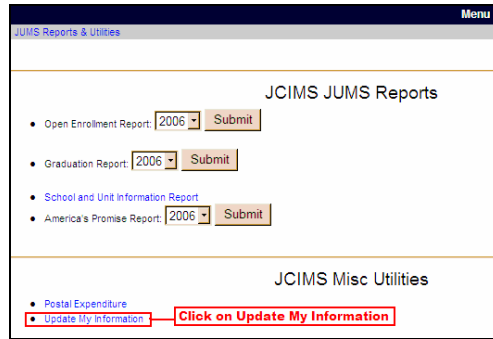 Menu
JUMS Reports & Utilities
JCIMS JUMS Reports
Open Enrollment Report: 2006 Submit
Graduation Report: 2006 Submit
School and Unit Information Report
America's Promise Report: 2006 Submit
JCIMS Misc Utilities
Postal Expenditure
Update My Information Click on Update My Information